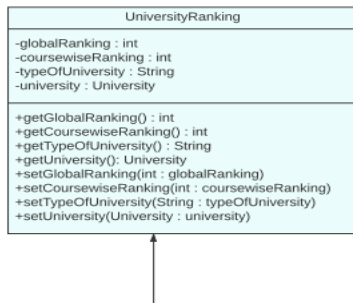 UniversityRanking
-globalRanking : int
-coursewiseRanking : int
-typeOfUniversity : String
-university : University
+getGlobalRanking() : int
+getCoursewiseRanking() : int
+getTypeOfUniversity() : String
+getUniversity(): University
+setGlobalRanking(int : globalRanking)
+setCoursewiseRanking(int : coursewiseRanking)
+setTypeOfUniversity(String : typeOfUniversity)
+setUniversity(University : university)